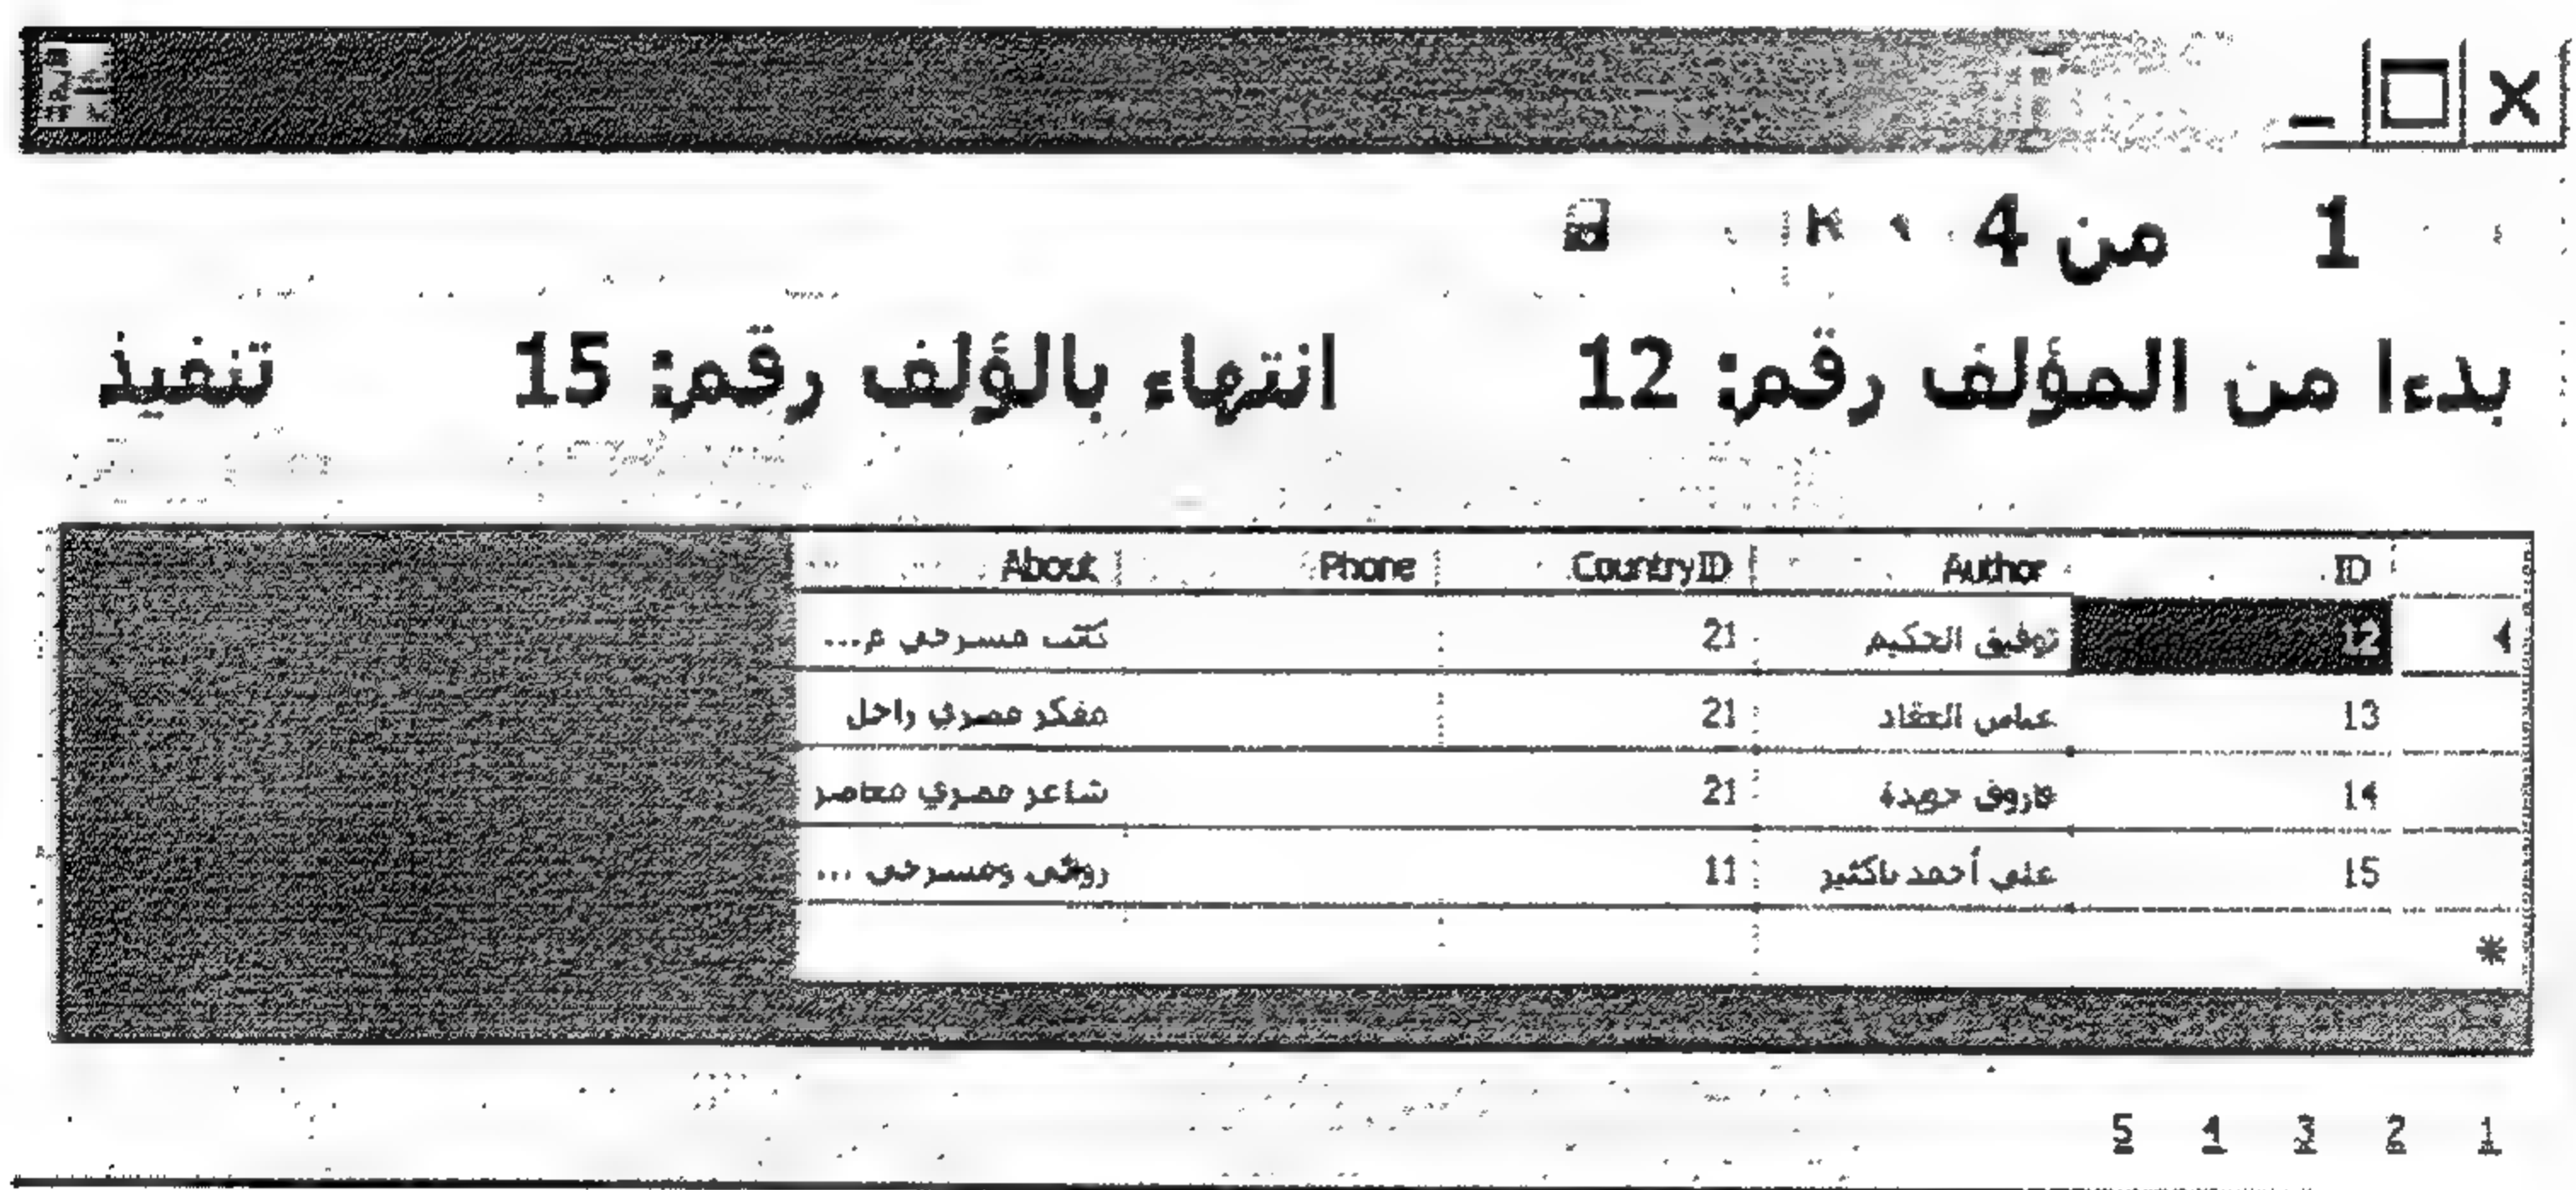 1 من 4
بدءا من المؤلف رقم: 12 انتهاء بالؤلف رقم: 15 تنفيذ
ID Author CountryID Phone About
12 توفيق الحكيم 21 كاتب مسرحي م...
13 عباس العقاد 21 مفكر مصري راحل
14 فاروق جويدة 21 شاعر مصري معاصر
15 علي أحمد باكثير 11 روائي ومسرحي ...
1 2 3 4 5